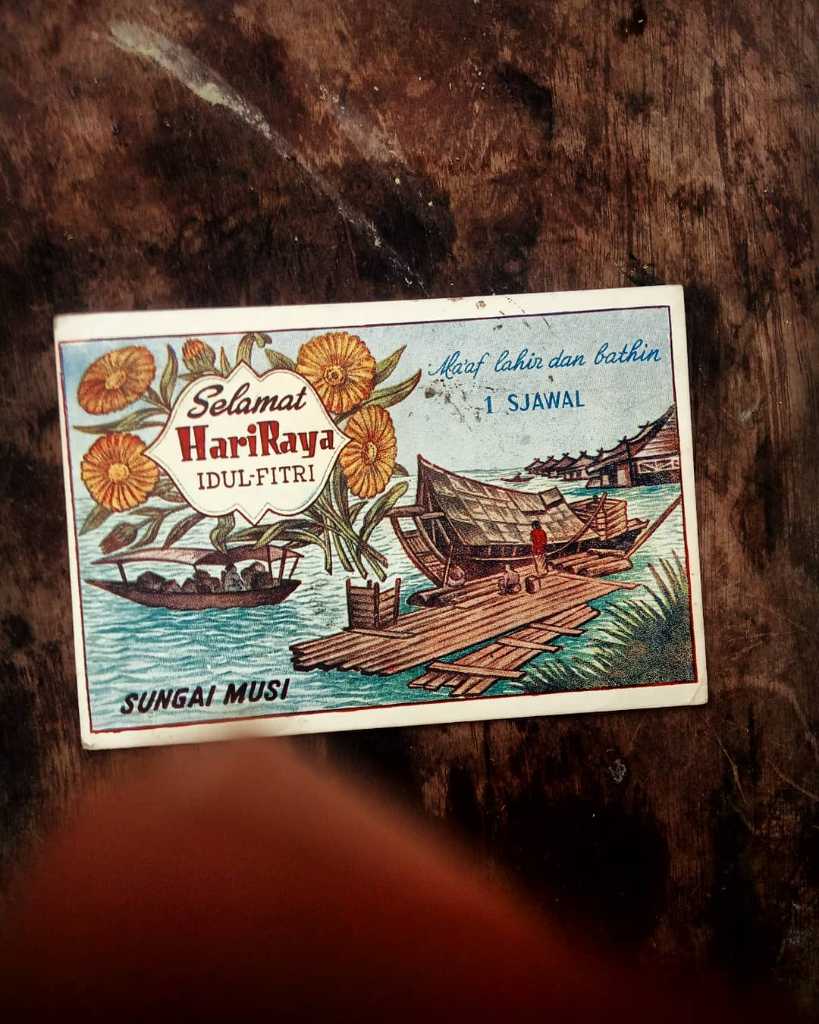 Selamat
HariRaya
IDUL-FITRI
Ma'af lahir dan bathin
1 SJAWAL
SUNGAI MUSI